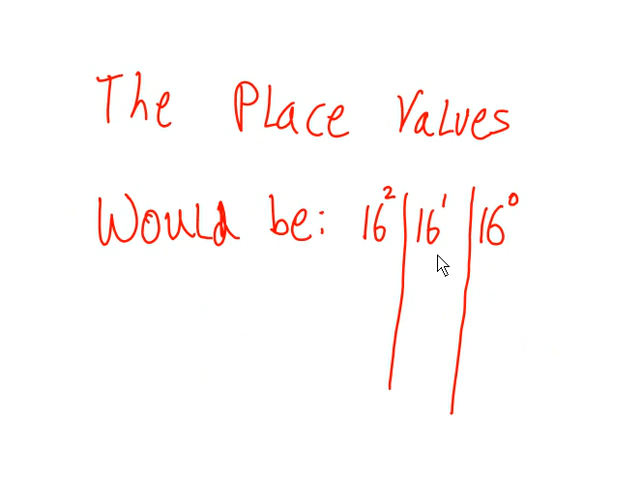 The Place Values
Would be: 16² | 16¹ | 16⁰